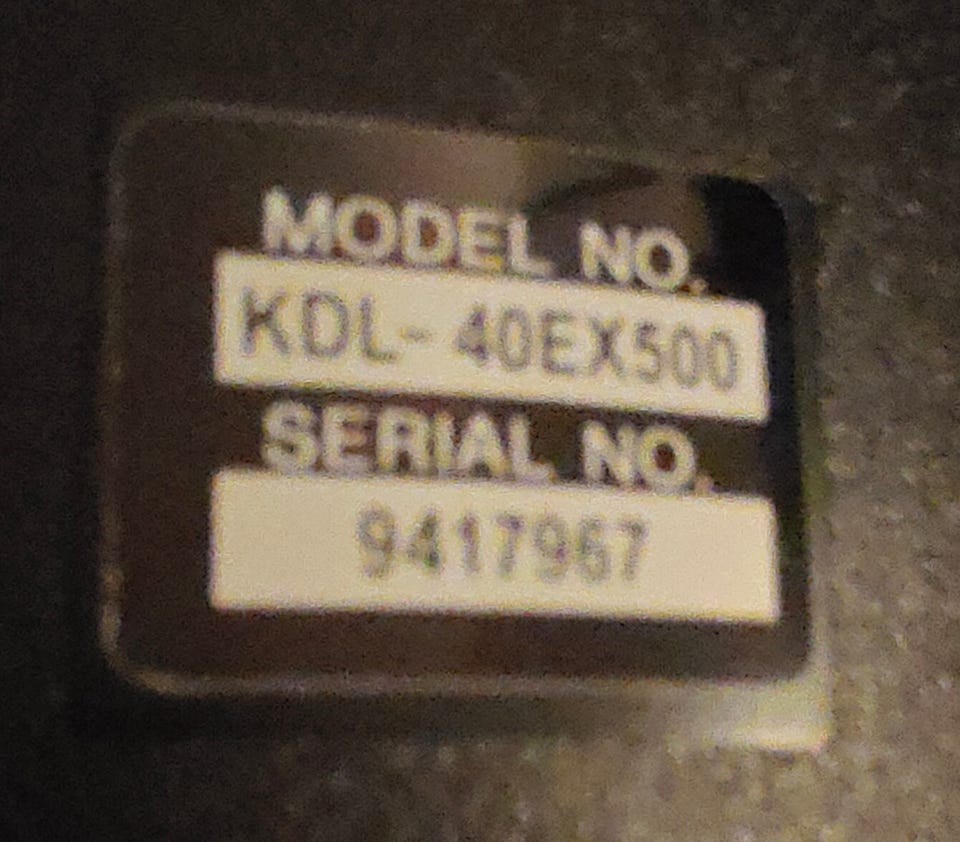 MODEL NO.
KDL-40EX500
SERIAL NO.
9417967